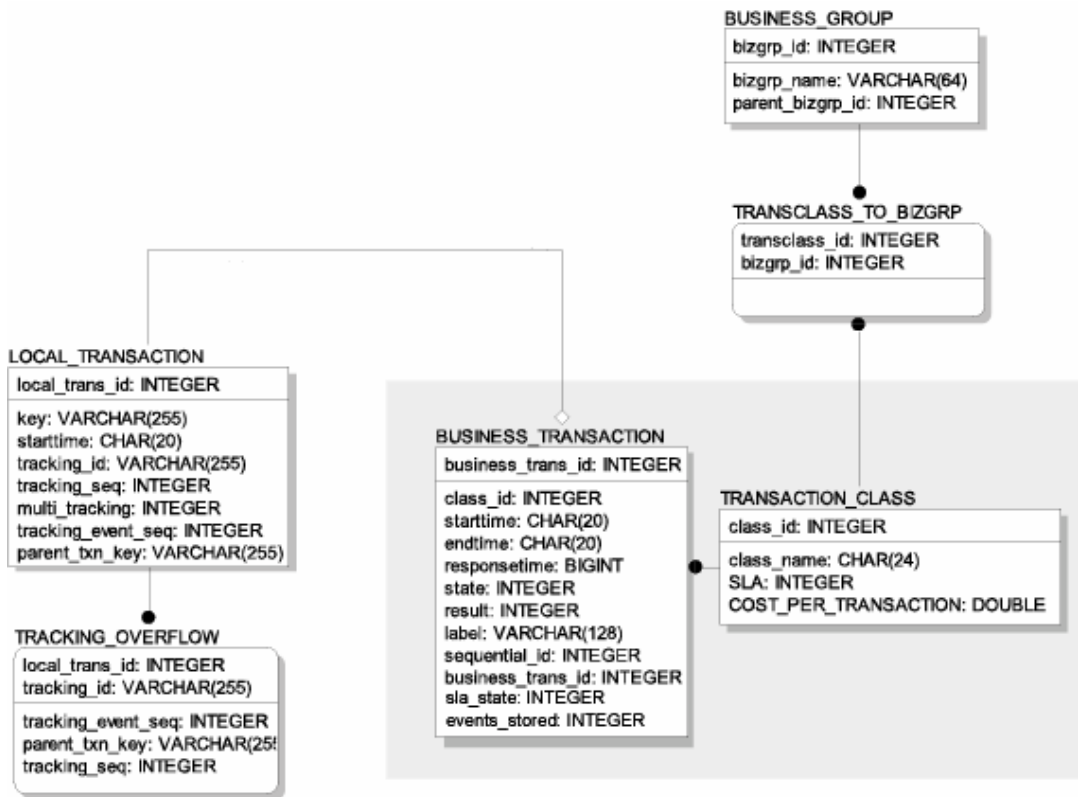 BUSINESS_GROUP
bizgrp_id: INTEGER
bizgrp_name: VARCHAR(64)
parent_bizgrp_id: INTEGER
TRANSCLASS_TO_BIZGRP
transclass_id: INTEGER
bizgrp_id: INTEGER
LOCAL_TRANSACTION
local_trans_id: INTEGER
key: VARCHAR(255)
starttime: CHAR(20)
tracking_id: VARCHAR(255)
tracking_seq: INTEGER
multi_tracking: INTEGER
tracking_event_seq: INTEGER
parent_txn_key: VARCHAR(255)
BUSINESS_TRANSACTION
business_trans_id: INTEGER
class_id: INTEGER
starttime: CHAR(20)
endtime: CHAR(20)
responsetime: BIGINT
state: INTEGER
result: INTEGER
label: VARCHAR(128)
sequential_id: INTEGER
business_trans_id: INTEGER
sla_state: INTEGER
events_stored: INTEGER
TRANSACTION_CLASS
class_id: INTEGER
class_name: CHAR(24)
SLA: INTEGER
COST_PER_TRANSACTION: DOUBLE
TRACKING_OVERFLOW
local_trans_id: INTEGER
tracking_id: VARCHAR(255)
tracking_event_seq: INTEGER
parent_txn_key: VARCHAR(255
tracking_seq: INTEGER